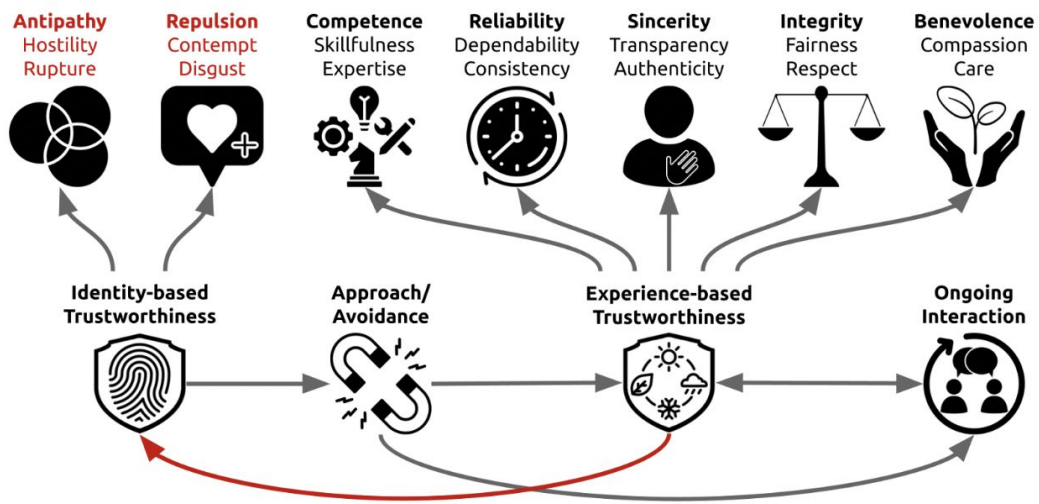 Antipathy
Hostility
Rupture
Repulsion
Contempt
Disgust
Competence
Skillfulness
Expertise
Reliability
Dependability
Consistency
Sincerity
Transparency
Authenticity
Integrity
Fairness
Respect
Benevolence
Compassion
Care
Identity-based
Trustworthiness
Approach/
Avoidance
Experience-based
Trustworthiness
Ongoing
Interaction